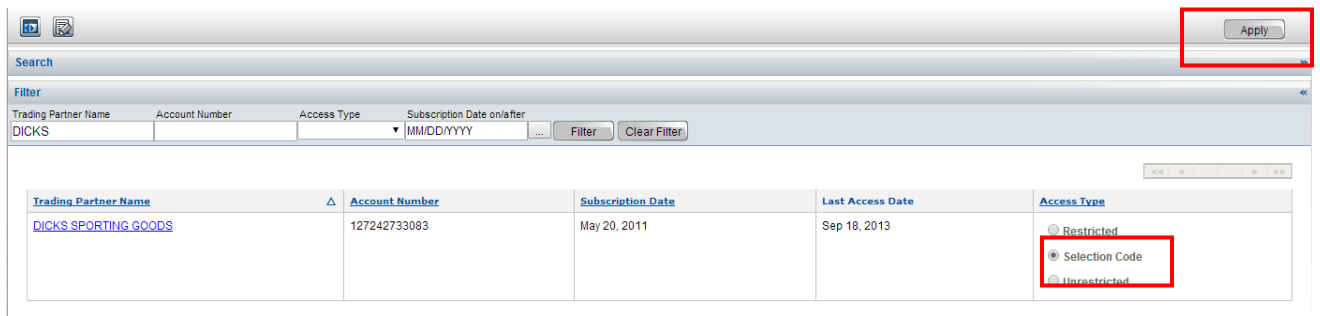 Apply
Search
Filter
Trading Partner Name Account Number Access Type Subscription Date on/after
DICKS MM/DD/YYYY ... Filter Clear Filter
<< < > >>
Trading Partner Name Account Number Subscription Date Last Access Date Access Type
DICKS SPORTING GOODS 127242733083 May 20, 2011 Sep 18, 2013 Restricted
Selection Code
Unrestricted